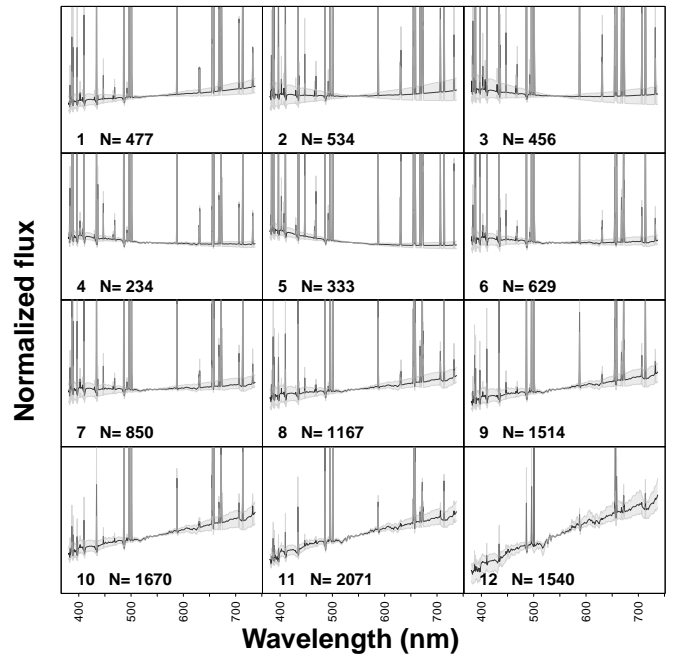 1 N= 477
2 N= 534
3 N= 456
4 N= 234
5 N= 333
6 N= 629
7 N= 850
8 N= 1167
9 N= 1514
10 N= 1670
11 N= 2071
12 N= 1540
Normalized flux
400 500 600 700 400 500 600 700 400 500 600 700
Wavelength (nm)